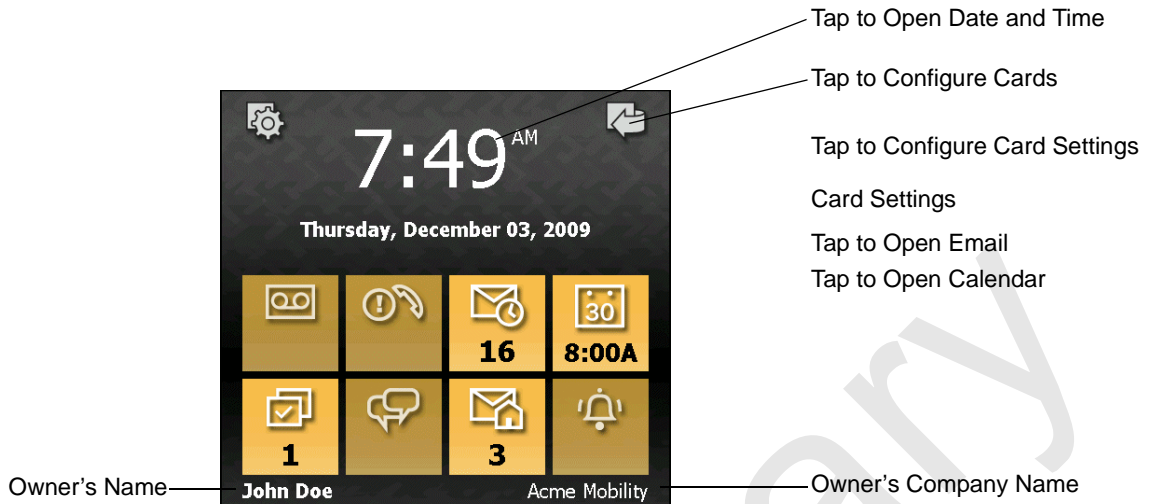 Tap to Open Date and Time
Tap to Configure Cards
7:49 AM
Tap to Configure Card Settings
Card Settings
Thursday, December 03, 2009
Tap to Open Email
Tap to Open Calendar
30
16
8:00A
1
3
Owner's Name
John Doe
Acme Mobility
Owner's Company Name